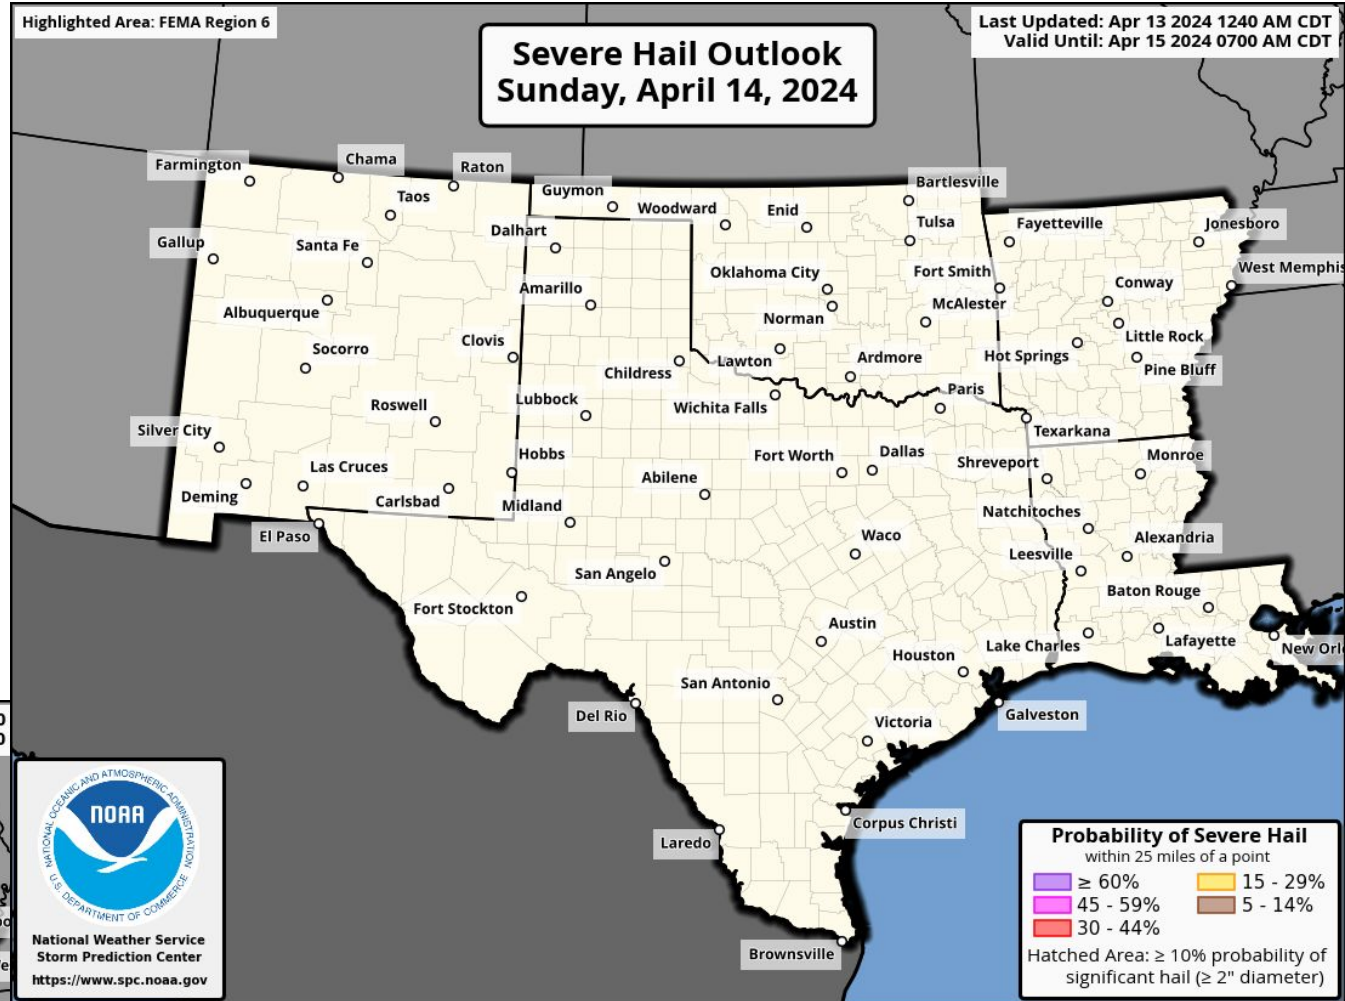 Highlighted Area: FEMA Region 6
Severe Hail Outlook
Sunday, April 14, 2024
Last Updated: Apr 13 2024 1240 AM CDT
Valid Until: Apr 15 2024 0700 AM CDT
Farmington
Chama
Raton
Taos
Guymon
Woodward
Enid
Bartlesville
Tulsa
Fayetteville
Jonesboro
Gallup
Santa Fe
Dalhart
Oklahoma City
Fort Smith
West Memphis
Amarillo
Conway
Albuquerque
Norman
McAlester
Socorro
Clovis
Little Rock
Childress
Lawton
Ardmore
Hot Springs
Pine Bluff
Roswell
Lubbock
Wichita Falls
Paris
Silver City
Texarkana
Las Cruces
Hobbs
Abilene
Fort Worth
Dallas
Shreveport
Monroe
Deming
Carlsbad
Midland
Natchitoches
El Paso
Waco
Alexandria
San Angelo
Leesville
Fort Stockton
Baton Rouge
Austin
Houston
Lake Charles
Lafayette
New Orl
San Antonio
Del Rio
Victoria
Galveston
Laredo
Corpus Christi
Brownsville
NATIONAL OCEANIC AND ATMOSPHERIC ADMINISTRATION
NOAA
U.S. DEPARTMENT OF COMMERCE
National Weather Service
Storm Prediction Center
https://www.spc.noaa.gov
Probability of Severe Hail
within 25 miles of a point
≥ 60%
15 - 29%
45 - 59%
5 - 14%
30 - 44%
Hatched Area: ≥ 10% probability of
significant hail (≥ 2" diameter)